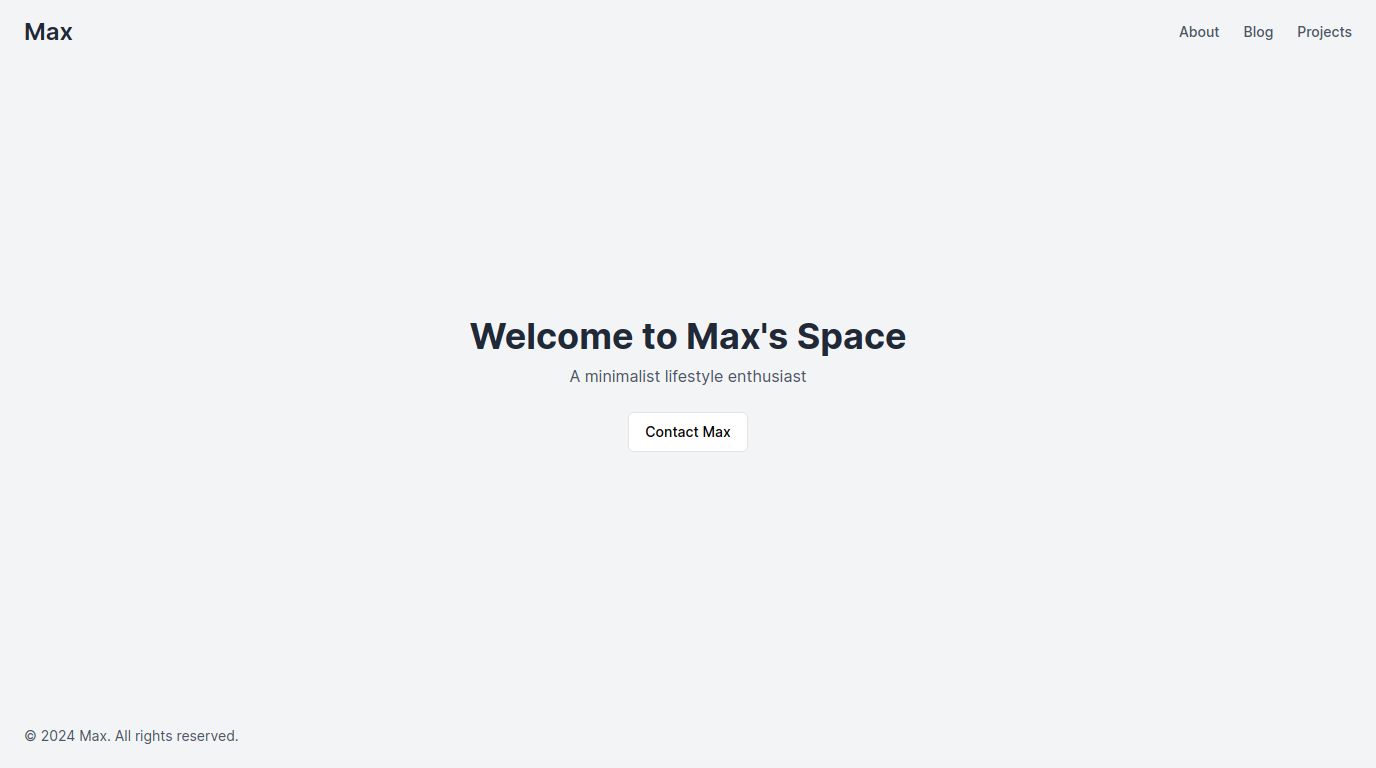 Max
About Blog Projects
Welcome to Max's Space
A minimalist lifestyle enthusiast
Contact Max
© 2024 Max. All rights reserved.